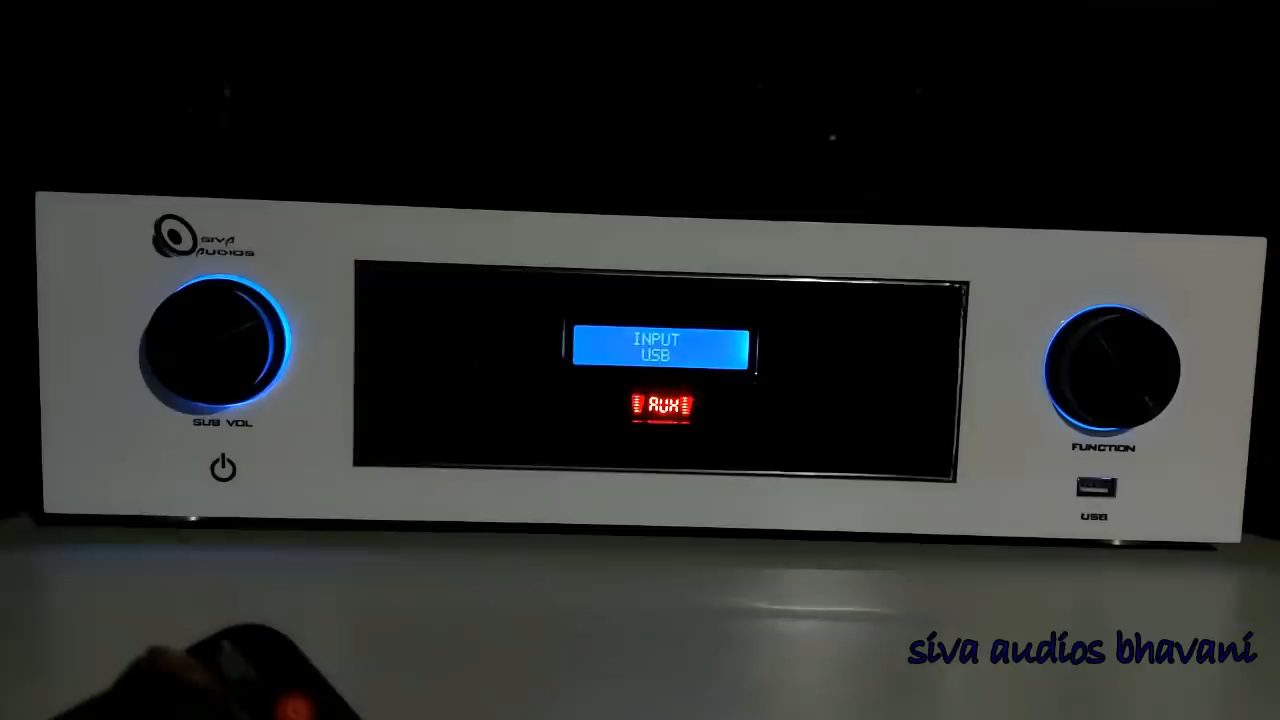 SIVA
AUDIOS
INPUT
USB
AUX
SUB VOL
FUNCTION
USB
siva audios bhavani